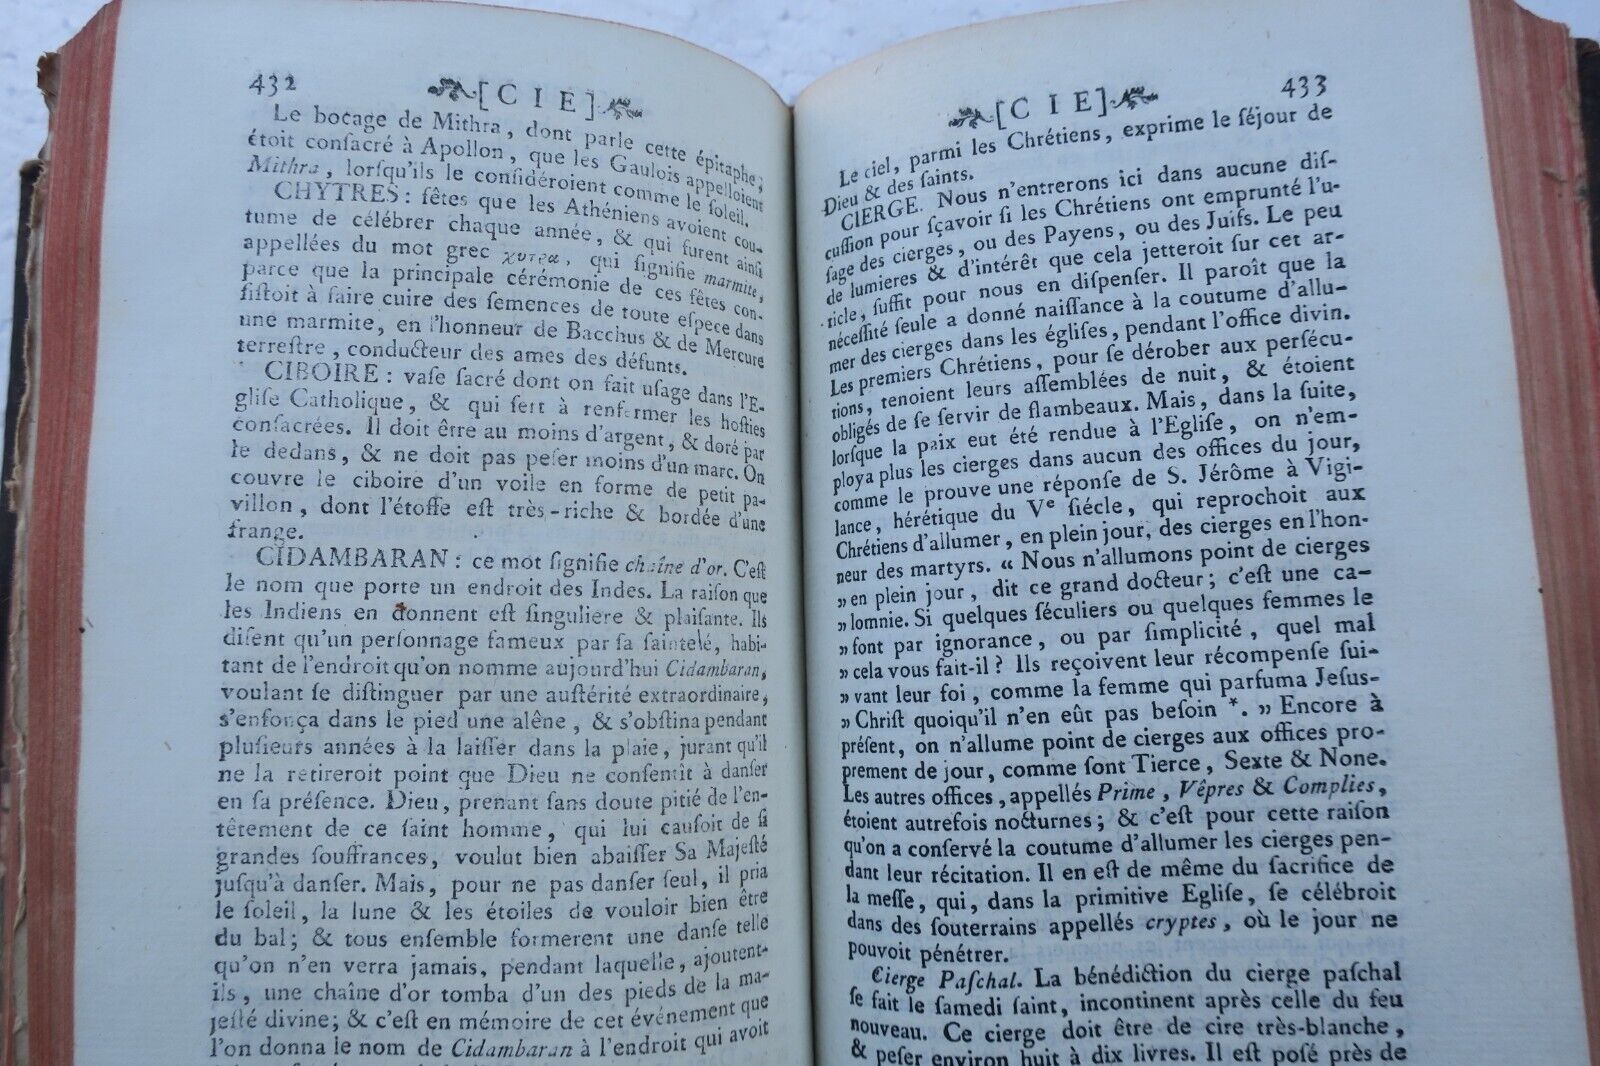 432 [CIE]
Le bocage de Mithra, dont parle cette épitaphe,
étoit conſacré à Apollon, que les Gaulois appelloient
Mithra, lorſqu'ils le conſidéroient comme le ſoleil.
CHYTRES : fêtes que les Athéniens avoient cou-
tume de célébrer chaque année, & qui furent ainſi
appellées du mot grec χυτρα, qui ſignifie marmite,
parce que la principale cérémonie de ces fêtes con-
ſiſtoit à faire cuire des ſemences de toute eſpece dans
une marmite, en l'honneur de Bacchus & de Mercure
terreſtre, conducteur des ames des défunts.
CIBOIRE : vaſe ſacré dont on fait uſage dans l'E-
gliſe Catholique, & qui ſert à renfermer les hoſties
conſacrées. Il doit être au moins d'argent, & doré par
le dedans, & ne doit pas peſer moins d'un marc. On
couvre le ciboire d'un voile en forme de petit pa-
villon, dont l'étoffe eſt très-riche & bordée d'une
frange.
CIDAMBARAN : ce mot ſignifie chaîne d'or. C'eſt
le nom que porte un endroit des Indes. La raiſon que
les Indiens en donnent eſt ſinguliere & plaiſante. Ils
diſent qu'un perſonnage fameux par ſa ſainteté, habi-
tant de l'endroit qu'on nomme aujourd'hui Cidambaran,
voulant ſe diſtinguer par une auſtérité extraordinaire,
s'enfonça dans le pied une alêne, & s'obſtina pendant
pluſieurs années à la laiſſer dans la plaie, jurant qu'il
ne la retireroit point que Dieu ne conſentît à danſer
en ſa préſence. Dieu, prenant ſans doute pitié de l'en-
têtement de ce ſaint homme, qui lui cauſoit de ſi
grandes ſouffrances, voulut bien abaiſſer Sa Majeſté
juſqu'à danſer. Mais, pour ne pas danſer ſeul, il pria
le ſoleil, la lune & les étoiles de vouloir bien être
du bal; & tous enſemble formerent une danſe telle
qu'on n'en verra jamais, pendant laquelle, ajoutent-
ils, une chaîne d'or tomba d'un des pieds de la ma-
jeſté divine; & c'eſt en mémoire de cet événement que
l'on donna le nom de Cidambaran à l'endroit qui avoit
[CIE] 433
Le ciel, parmi les Chrétiens, exprime le ſéjour de
Dieu & des ſaints.
CIERGE. Nous n'entrerons ici dans aucune diſ-
cuſſion pour ſçavoir ſi les Chrétiens ont emprunté l'u-
ſage des cierges, ou des Payens, ou des Juifs. Le peu
de lumieres & d'intérêt que cela jetteroit ſur cet ar-
ticle, ſuffit pour nous en diſpenſer. Il paroît que la
néceſſité ſeule a donné naiſſance à la coutume d'allu-
mer des cierges dans les égliſes, pendant l'office divin.
Les premiers Chrétiens, pour ſe dérober aux perſécu-
tions, tenoient leurs aſſemblées de nuit, & étoient
obligés de ſe ſervir de flambeaux. Mais, dans la ſuite,
lorſque la paix eut été rendue à l'Egliſe, on n'em-
ploya plus les cierges dans aucun des offices du jour,
comme le prouve une réponſe de S. Jérôme à Vigi-
lance, hérétique du Ve ſiécle, qui reprochoit aux
Chrétiens d'allumer, en plein jour, des cierges en l'hon-
neur des martyrs. « Nous n'allumons point de cierges
» en plein jour, dit ce grand docteur; c'eſt une ca-
» lomnie. Si quelques ſéculiers ou quelques femmes le
» font par ignorance, ou par ſimplicité, quel mal
» cela vous fait-il ? Ils reçoivent leur récompenſe ſui-
» vant leur foi, comme la femme qui parfuma Jeſus-
» Chriſt quoiqu'il n'en eût pas beſoin *. » Encore à
préſent, on n'allume point de cierges aux offices pro-
prement de jour, comme ſont Tierce, Sexte & None.
Les autres offices, appellés Prime, Vêpres & Complies,
étoient autrefois nocturnes; & c'eſt pour cette raiſon
qu'on a conſervé la coutume d'allumer les cierges pen-
dant leur récitation. Il en eſt de même du ſacrifice de
la meſſe, qui, dans la primitive Egliſe, ſe célébroit
dans des ſouterrains appellés cryptes, où le jour ne
pouvoit pénétrer.
Cierge Paſchal. La bénédiction du cierge paſchal
ſe fait le ſamedi ſaint, incontinent après celle du feu
nouveau. Ce cierge doit être de cire très-blanche,
& peſer environ huit à dix livres. Il eſt poſé près de